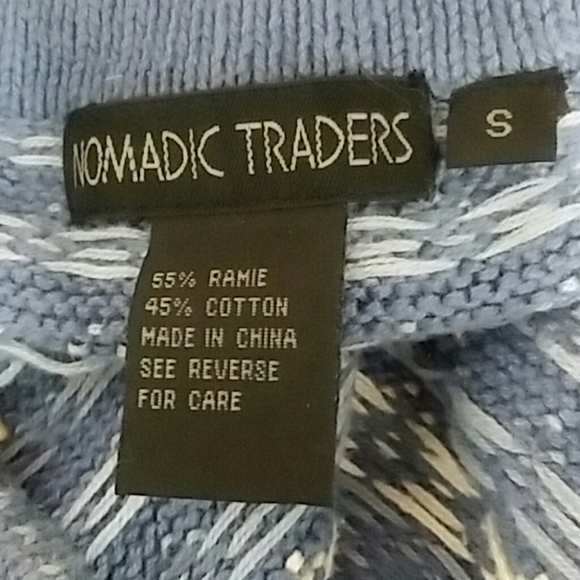 NOMADIC TRADERS
S
55% RAMIE
45% COTTON
MADE IN CHINA
SEE REVERSE
FOR CARE